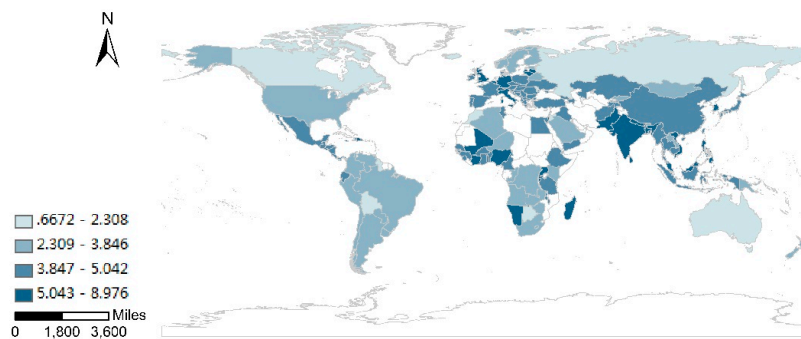 N
.6672 - 2.308
2.309 - 3.846
3.847 - 5.042
5.043 - 8.976
Miles
0 1,800 3,600